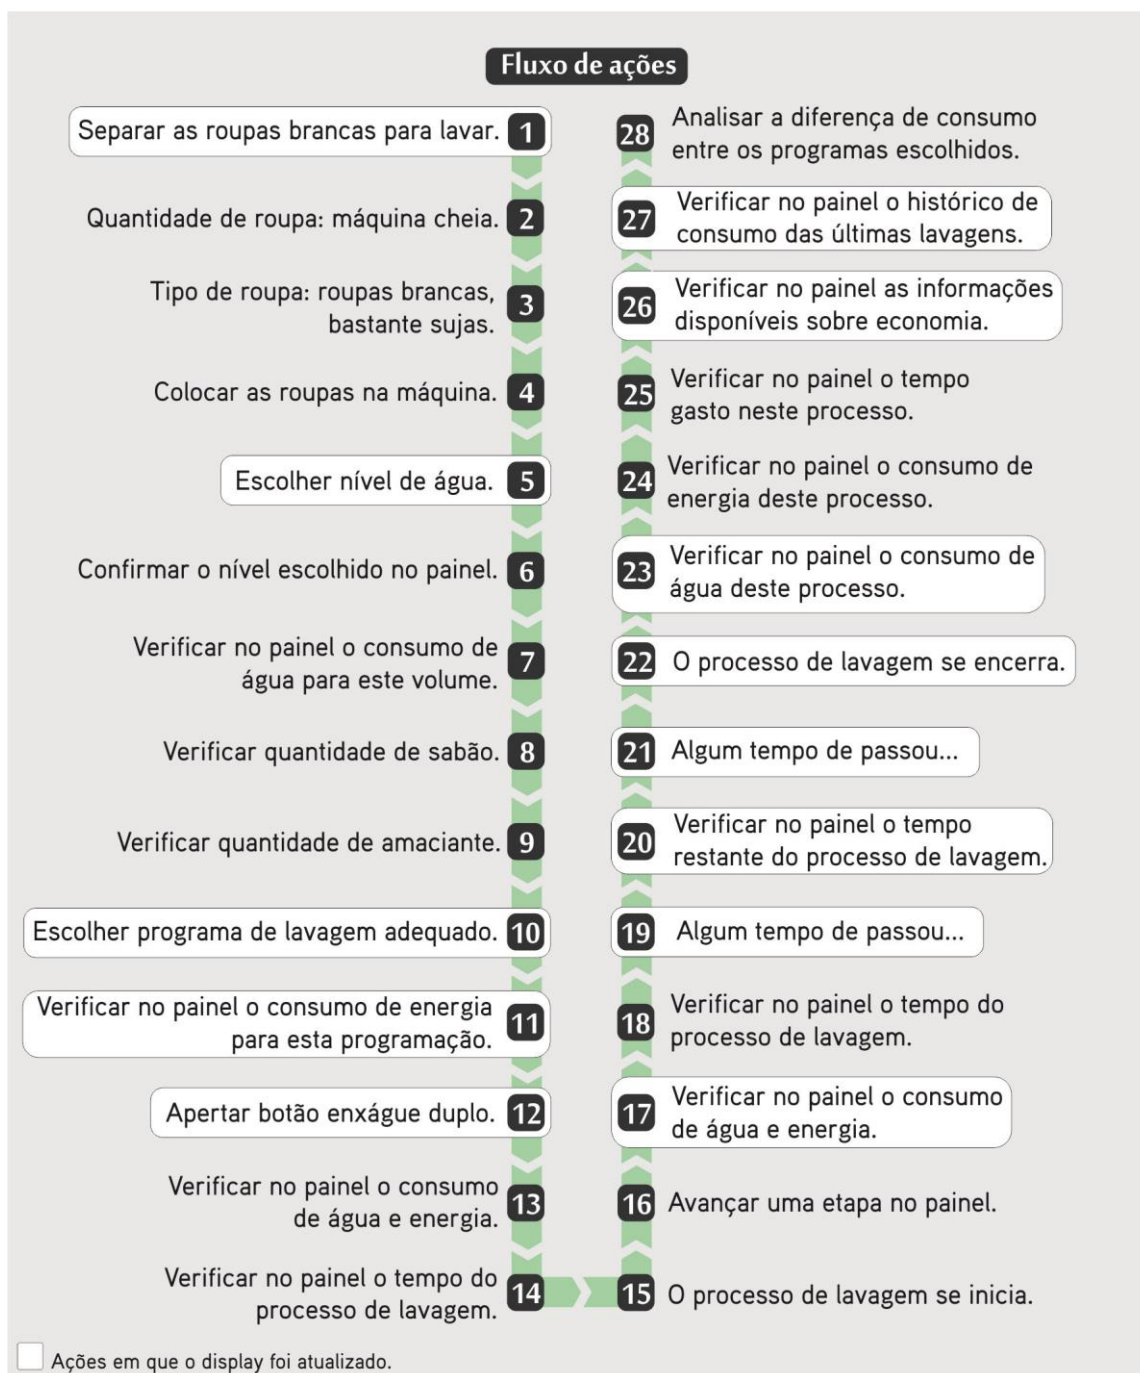 Fluxo de ações
Separar as roupas brancas para lavar. 1
Quantidade de roupa: máquina cheia. 2
Tipo de roupa: roupas brancas,
bastante sujas. 3
Colocar as roupas na máquina. 4
Escolher nível de água. 5
Confirmar o nível escolhido no painel. 6
Verificar no painel o consumo de
água para este volume. 7
Verificar quantidade de sabão. 8
Verificar quantidade de amaciante. 9
Escolher programa de lavagem adequado. 10
Verificar no painel o consumo de energia
para esta programação. 11
Apertar botão enxágue duplo. 12
Verificar no painel o consumo
de água e energia. 13
Verificar no painel o tempo do
processo de lavagem. 14
15 O processo de lavagem se inicia.
16 Avançar uma etapa no painel.
17 Verificar no painel o consumo
de água e energia.
18 Verificar no painel o tempo do
processo de lavagem.
19 Algum tempo de passou...
20 Verificar no painel o tempo
restante do processo de lavagem.
21 Algum tempo de passou...
22 O processo de lavagem se encerra.
23 Verificar no painel o consumo de
água deste processo.
24 Verificar no painel o consumo de
energia deste processo.
25 Verificar no painel o tempo
gasto neste processo.
26 Verificar no painel as informações
disponíveis sobre economia.
27 Verificar no painel o histórico de
consumo das últimas lavagens.
28 Analisar a diferença de consumo
entre os programas escolhidos.
Ações em que o display foi atualizado.